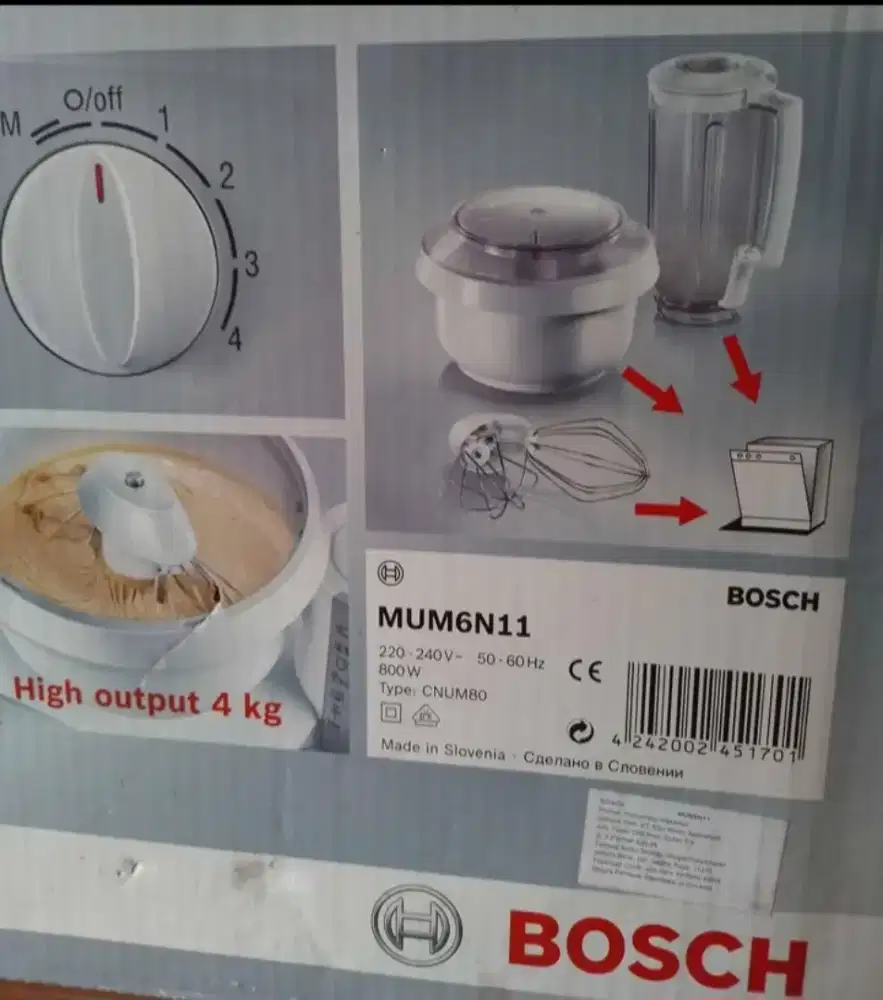 M
O/off
1
2
3
4
High output 4 kg
BOSCH
MUM6N11
220-240V~ 50-60Hz
800W
Type: CNUM80
CE
4 242002 451701
Made in Slovenia · Сделано в Словении
MUM6N11
BOSCH